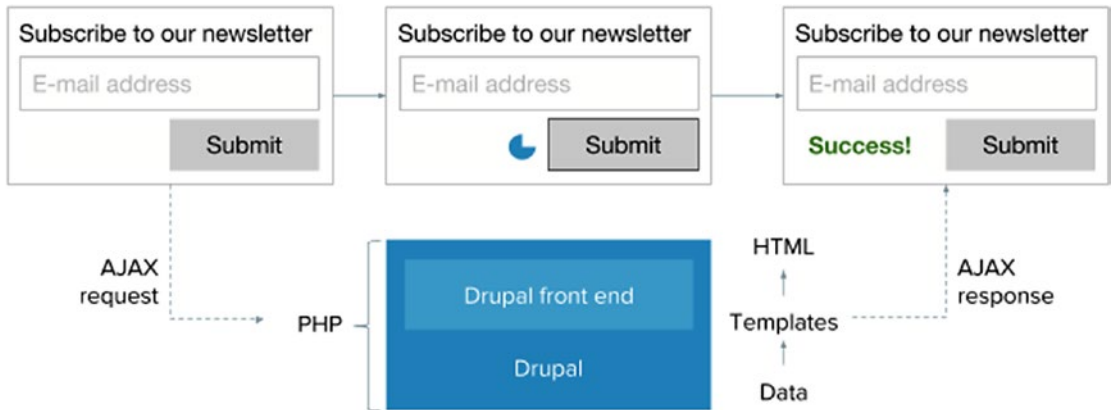 Subscribe to our newsletter
E-mail address
Submit
Subscribe to our newsletter
E-mail address
Submit
Subscribe to our newsletter
E-mail address
Success!
Submit
AJAX
request
PHP
Drupal front end
Drupal
HTML
Templates
Data
AJAX
response